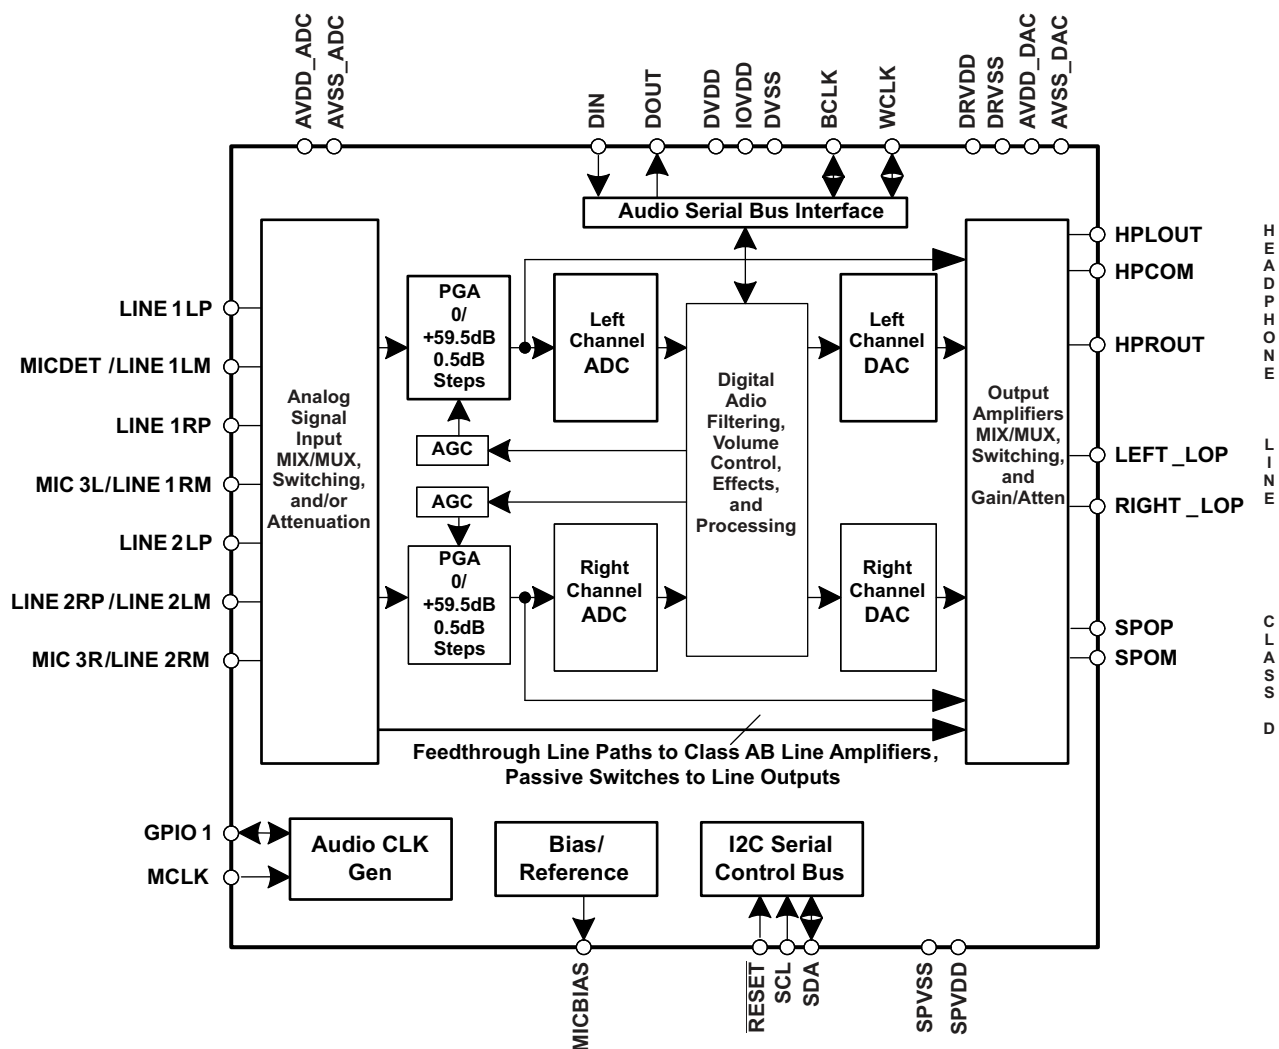 AVDD_ADC
AVSS_ADC
DIN
DOUT
DVDD
IOVDD
DVSS
BCLK
WCLK
DRVDD
DRVSS
AVDD_DAC
AVSS_DAC
Audio Serial Bus Interface
LINE 1LP
MICDET /LINE 1LM
LINE 1RP
MIC 3L/LINE 1RM
LINE 2LP
LINE 2RP /LINE 2LM
MIC 3R/LINE 2RM
Analog
Signal
Input
MIX/MUX,
Switching,
and/or
Attenuation
PGA
0/
+59.5dB
0.5dB
Steps
AGC
AGC
PGA
0/
+59.5dB
0.5dB
Steps
Left
Channel
ADC
Right
Channel
ADC
Digital
Adio
Filtering,
Volume
Control,
Effects,
and
Processing
Left
Channel
DAC
Right
Channel
DAC
Output
Amplifiers
MIX/MUX,
Switching,
and
Gain/Atten
HPLOUT
HPCOM
HPROUT
HEADPHONE
LEFT _LOP
RIGHT _LOP
LINE
SPOP
SPOM
CLASS D
Feedthrough Line Paths to Class AB Line Amplifiers,
Passive Switches to Line Outputs
GPIO 1
MCLK
Audio CLK
Gen
Bias/
Reference
I2C Serial
Control Bus
MICBIAS
RESET
SCL
SDA
SPVSS
SPVDD